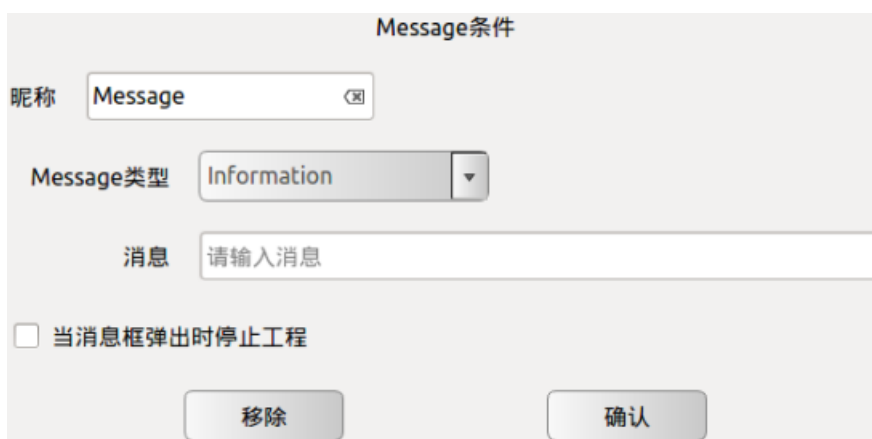 Message条件
昵称 Message
Message类型 Information
消息 请输入消息
当消息框弹出时停止工程
移除 确认